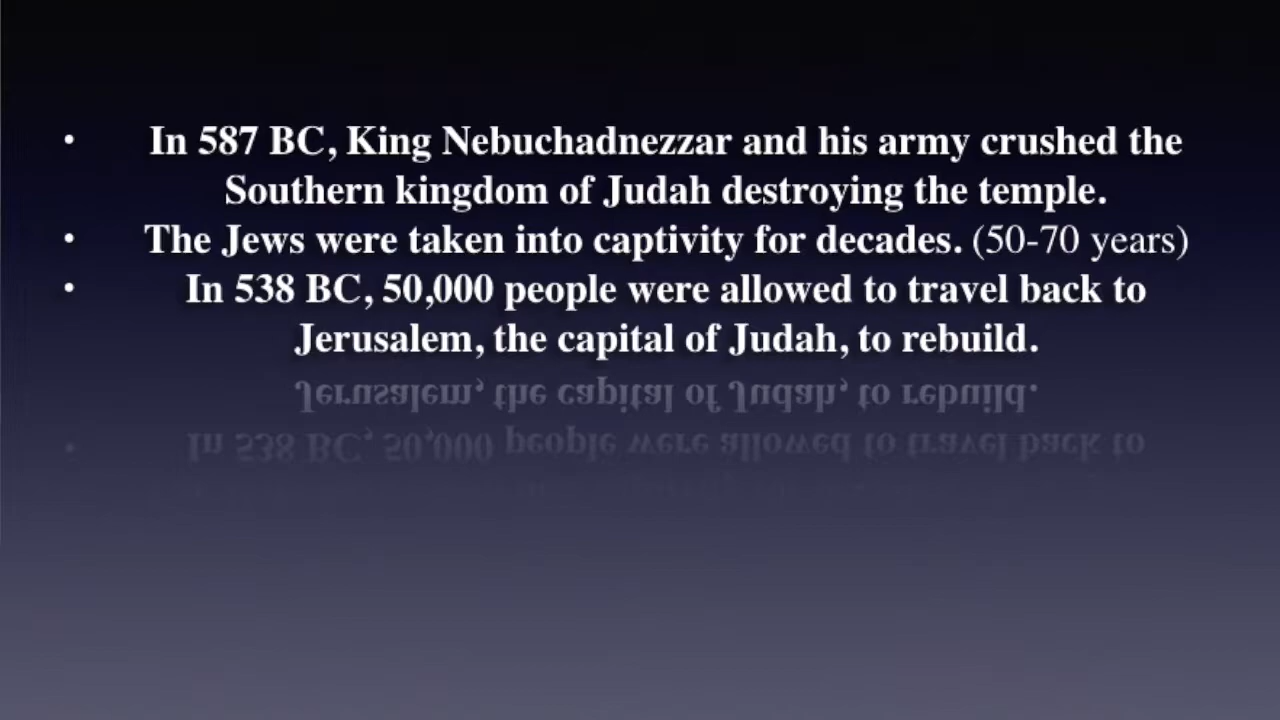 • In 587 BC, King Nebuchadnezzar and his army crushed the
Southern kingdom of Judah destroying the temple.
• The Jews were taken into captivity for decades. (50-70 years)
• In 538 BC, 50,000 people were allowed to travel back to
Jerusalem, the capital of Judah, to rebuild.